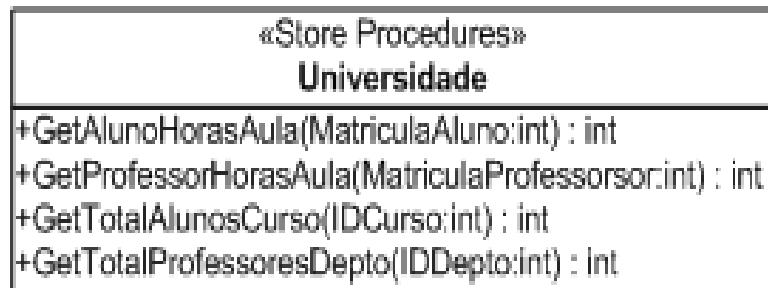 «Store Procedures»
Universidade
+GetAlunoHorasAula(MatriculaAluno:int) : int
+GetProfessorHorasAula(MatriculaProfessorsor:int) : int
+GetTotalAlunosCurso(IDCurso:int) : int
+GetTotalProfessoresDepto(IDDepto:int) : int